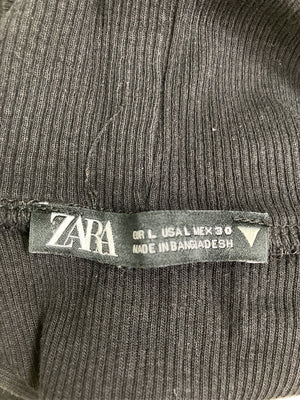 ZARA
EUR L USA L MEX 30
MADE IN BANGLADESH